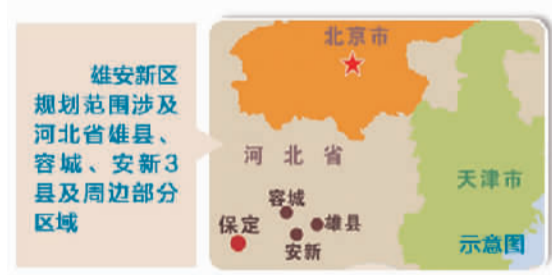 雄安新区
规划范围涉及
河北省雄县、
容城、安新3
县及周边部分
区域
北京市
河北省
天津市
容城
雄县
保定
安新
示意图